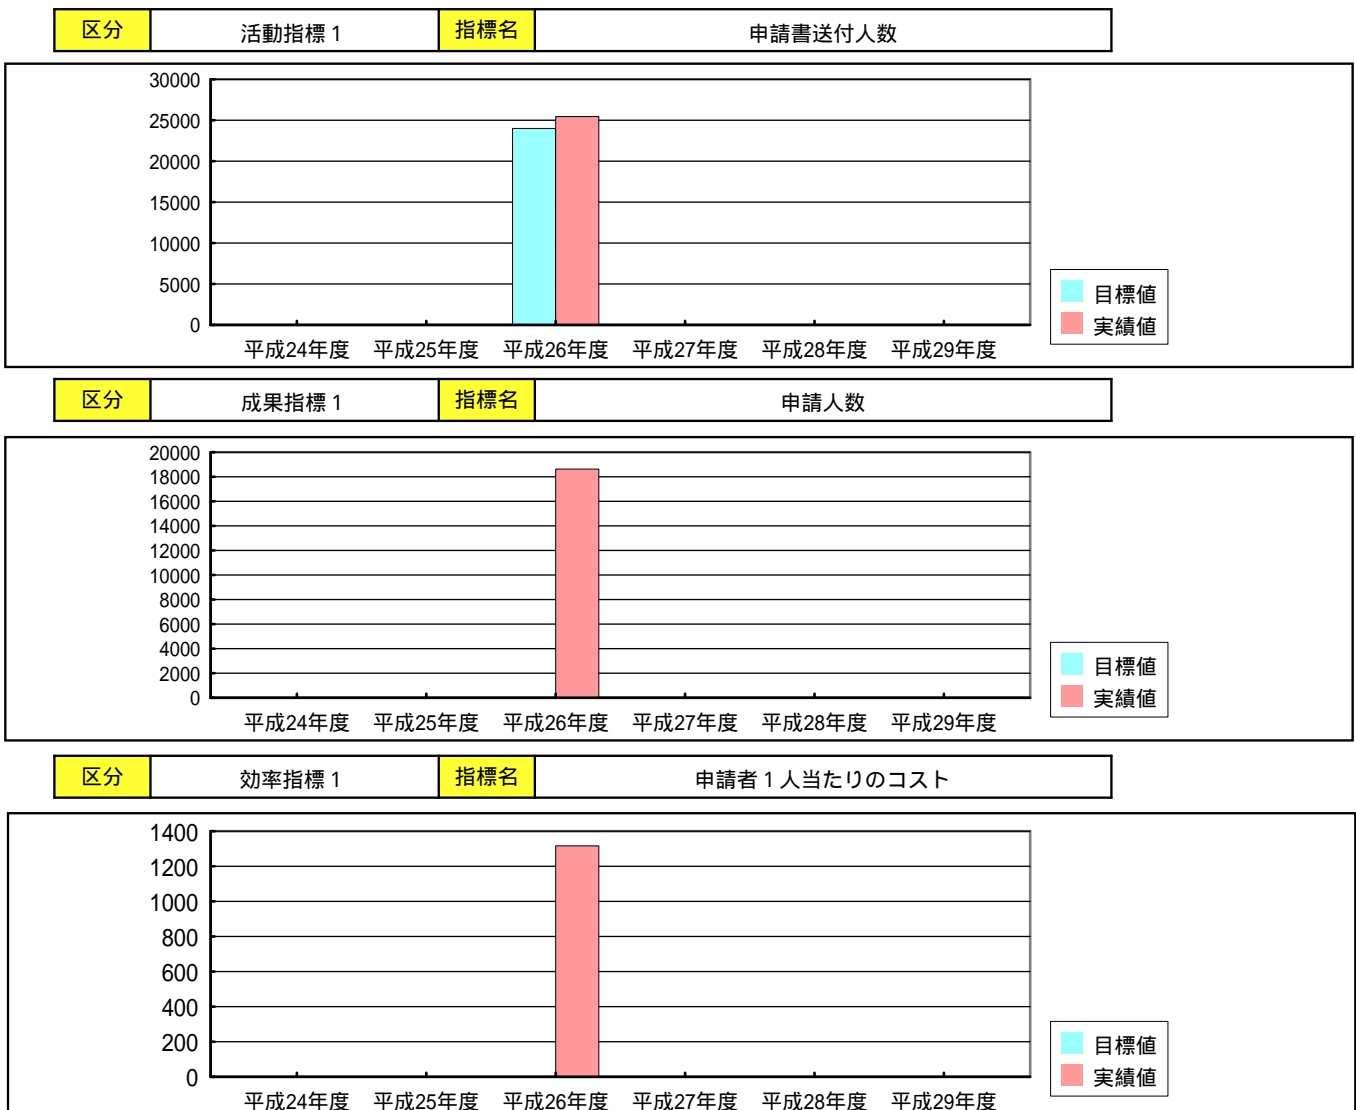 区分 活動指標1 指標名 申請書送付人数
30000
25000
20000
15000
10000
5000
0
平成24年度 平成25年度 平成26年度 平成27年度 平成28年度 平成29年度
目標値
実績値
区分 成果指標1 指標名 申請人数
20000
18000
16000
14000
12000
10000
8000
6000
4000
2000
0
平成24年度 平成25年度 平成26年度 平成27年度 平成28年度 平成29年度
目標値
実績値
区分 効率指標1 指標名 申請者1人当たりのコスト
1400
1200
1000
800
600
400
200
0
平成24年度 平成25年度 平成26年度 平成27年度 平成28年度 平成29年度
目標値
実績値